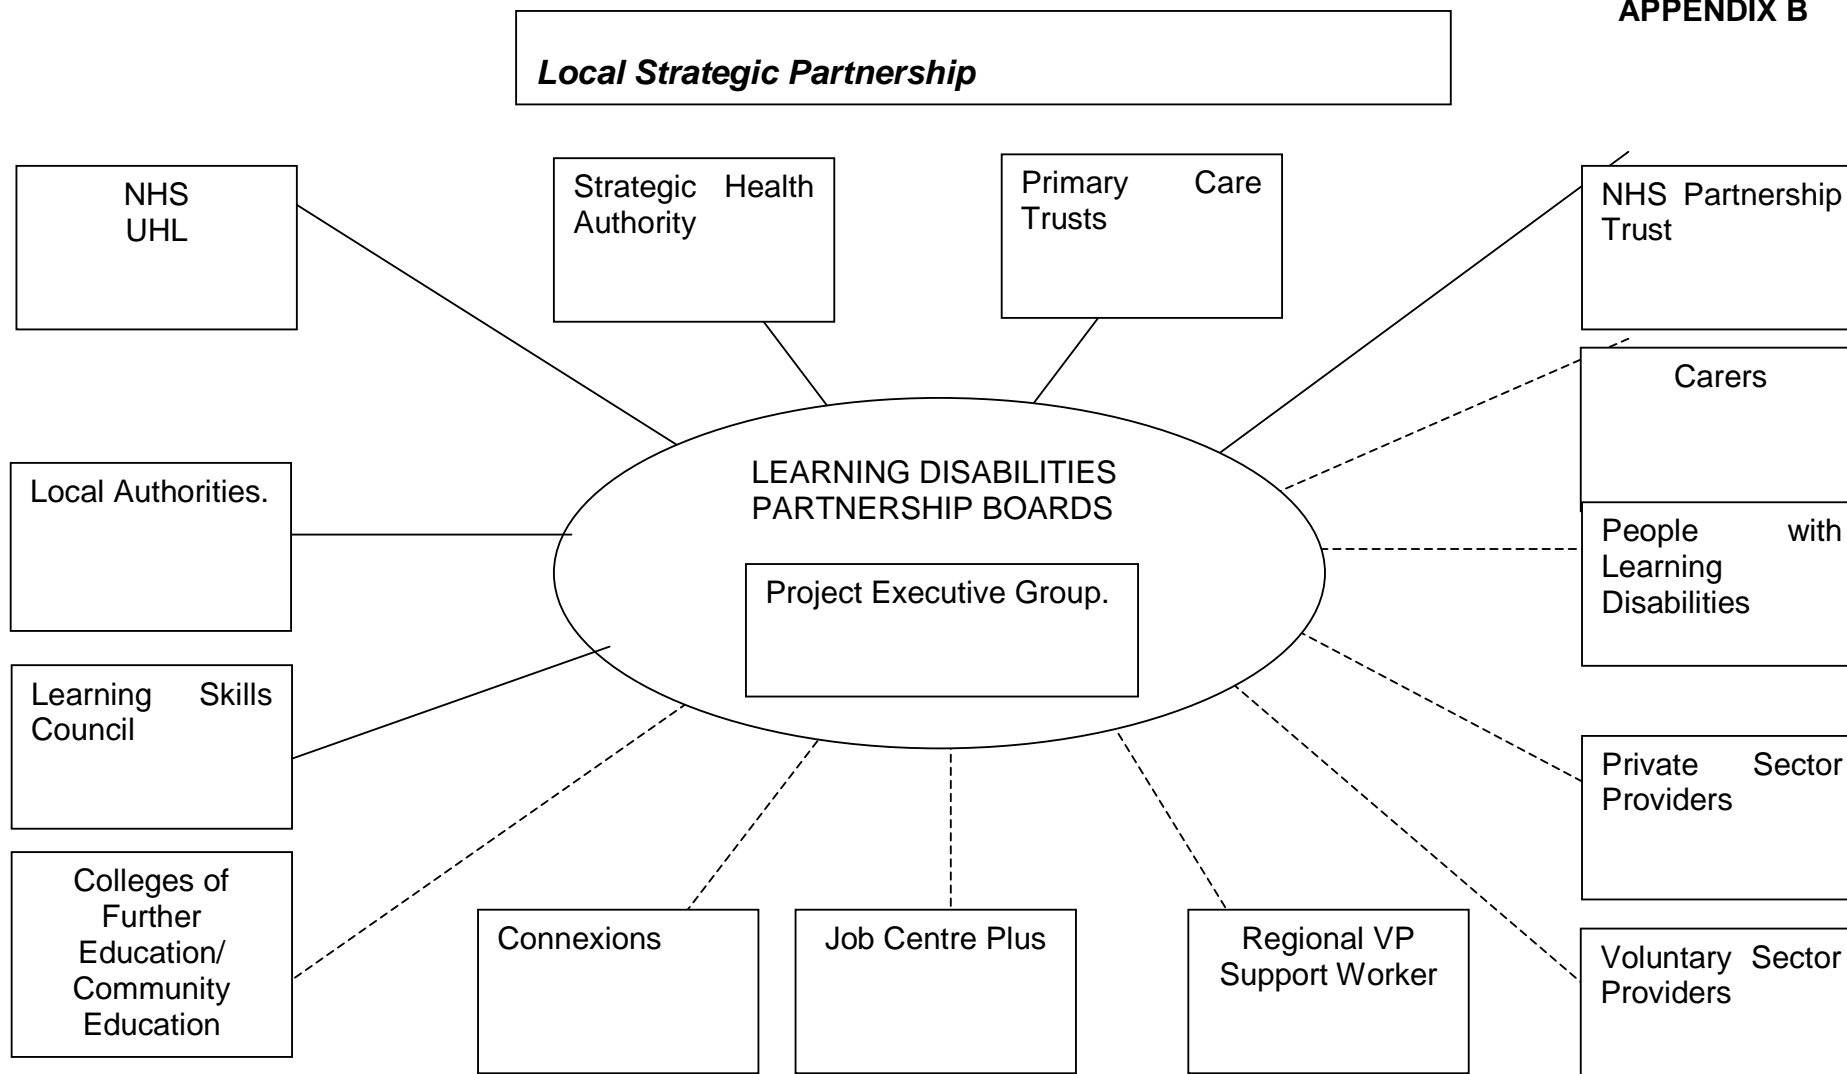 APPENDIX B
Local Strategic Partnership
NHS
UHL
Strategic Health
Authority
Primary Care
Trusts
NHS Partnership
Trust
Carers
LEARNING DISABILITIES
PARTNERSHIP BOARDS
Local Authorities.
People with
Learning
Disabilities
Project Executive Group.
Learning Skills
Council
Private Sector
Providers
Colleges of
Further
Education/
Community
Education
Connexions
Job Centre Plus
Regional VP
Support Worker
Voluntary Sector
Providers